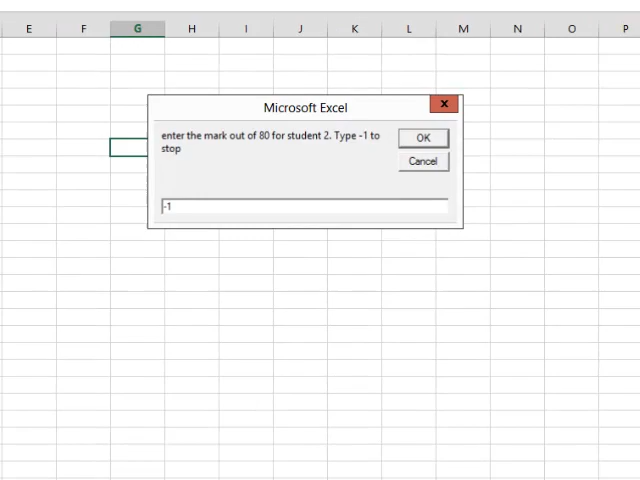 E F G H I J K L M N O P
Microsoft Excel
x
enter the mark out of 80 for student 2. Type -1 to
stop
OK
Cancel
-1